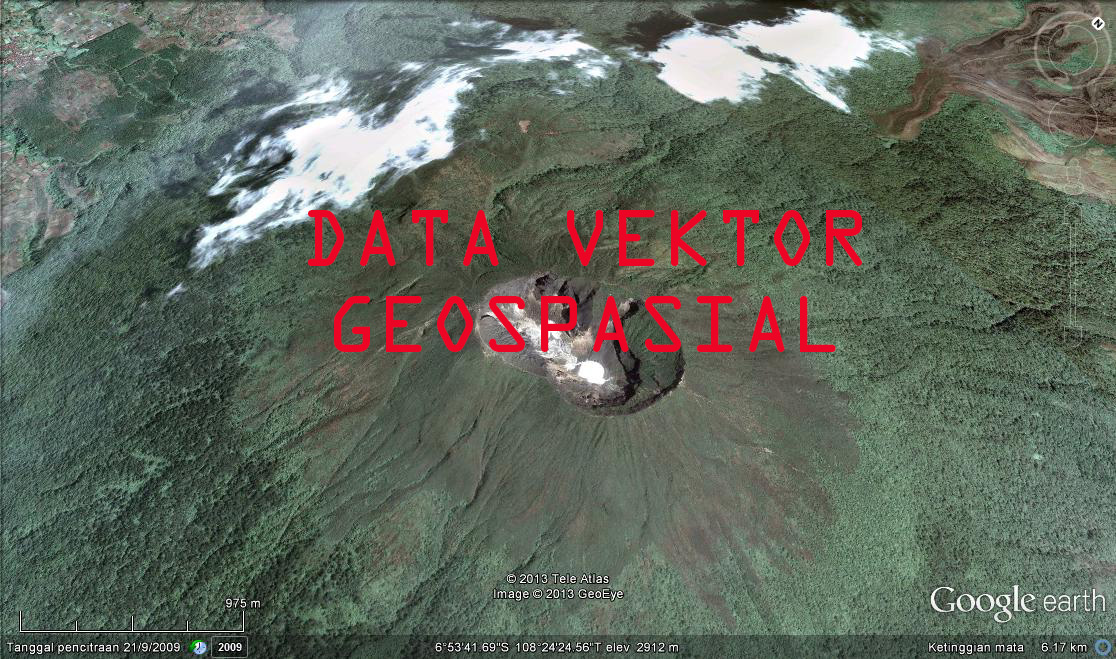 DATA VEKTOR
GEOSPASIAL
© 2013 Tele Atlas
Image © 2013 GeoEye
Google earth
975 m
Tanggal pencitraan 21/9/2009 2009 6°53'41.69"S 108°24'24.56"T elev 2912 m Ketinggian mata 6.17 km
N